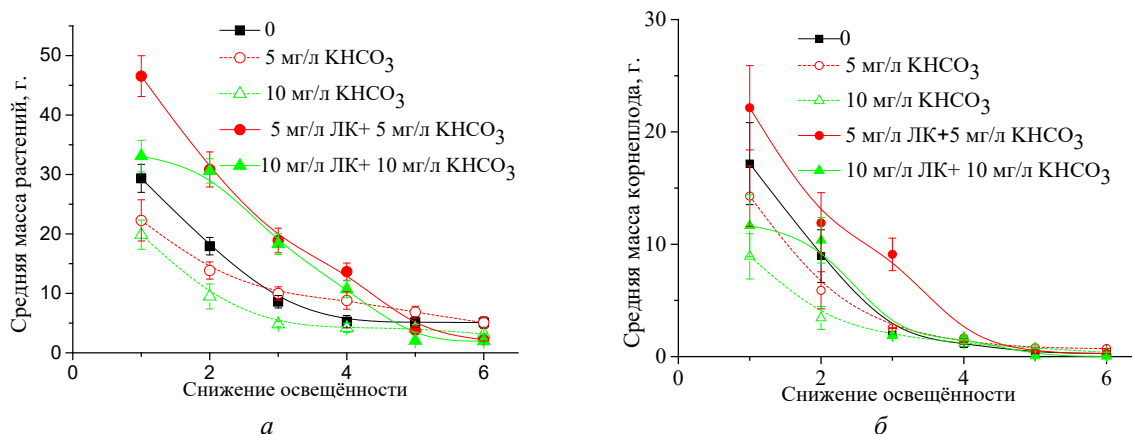 Средняя масса растений, г.
50
40
30
20
10
0
0
5 мг/л KHCO3
10 мг/л KHCO3
5 мг/л ЛК+ 5 мг/л KHCO3
10 мг/л ЛК+ 10 мг/л KHCO3
0 2 4 6
Снижение освещённости
а
Средняя масса корнеплода, г.
30
20
10
0
0
5 мг/л KHCO3
10 мг/л KHCO3
5 мг/л ЛК+5 мг/л KHCO3
10 мг/л ЛК+ 10 мг/л KHCO3
0 2 4 6
Снижение освещённости
б